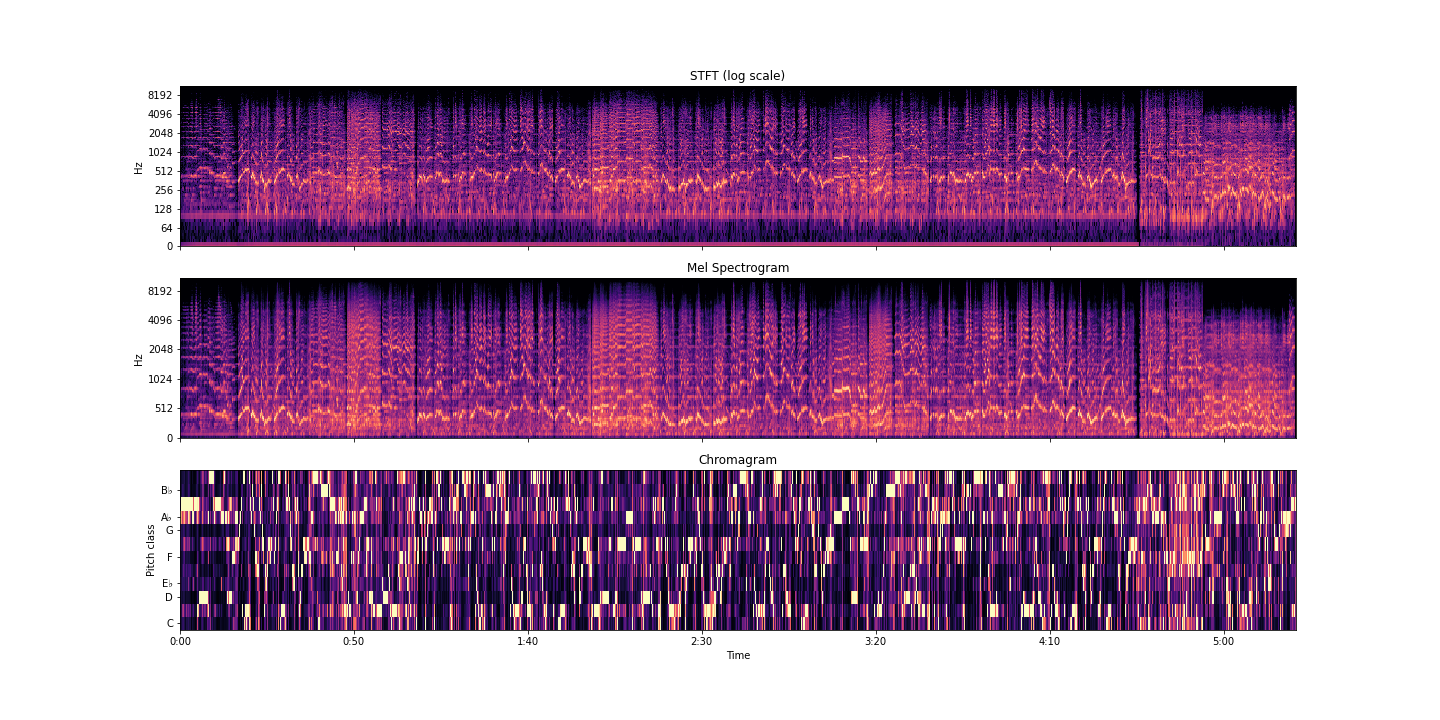 STFT (log scale)
8192
4096
2048
1024
512
256
128
64
0
Hz
Mel Spectrogram
8192
4096
2048
1024
512
0
Hz
Chromagram
B♭
A♭
G
F
E♭
D
C
Pitch class
0:00 0:50 1:40 2:30 3:20 4:10 5:00
Time